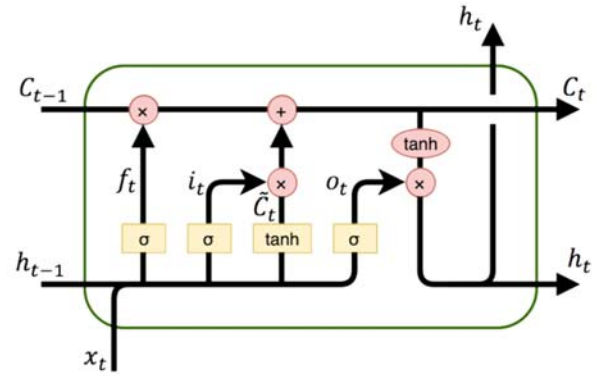 h_t
C_{t-1} × + C_t
tanh
f_t i_t × o_t ×
C̃_t
σ σ tanh σ
h_{t-1} h_t
x_t